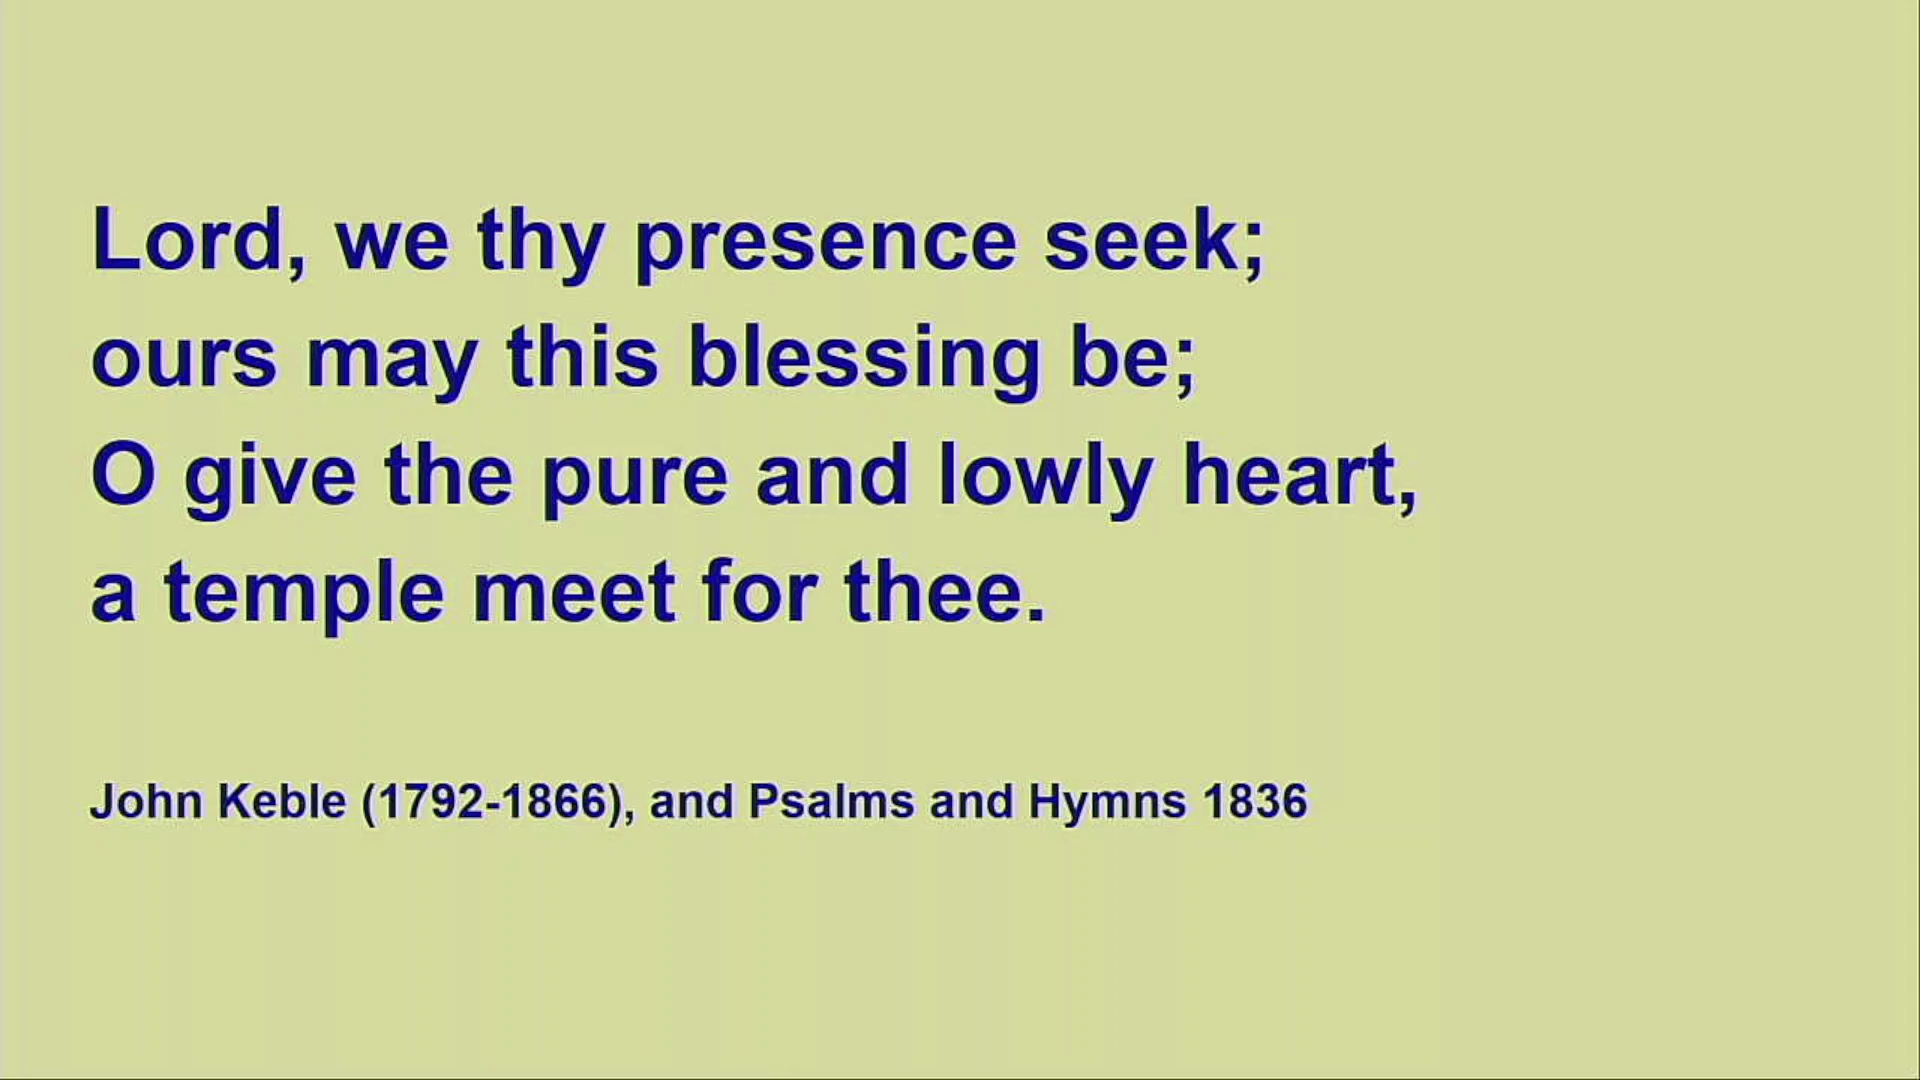 Lord, we thy presence seek;
ours may this blessing be;
O give the pure and lowly heart,
a temple meet for thee.
John Keble (1792-1866), and Psalms and Hymns 1836